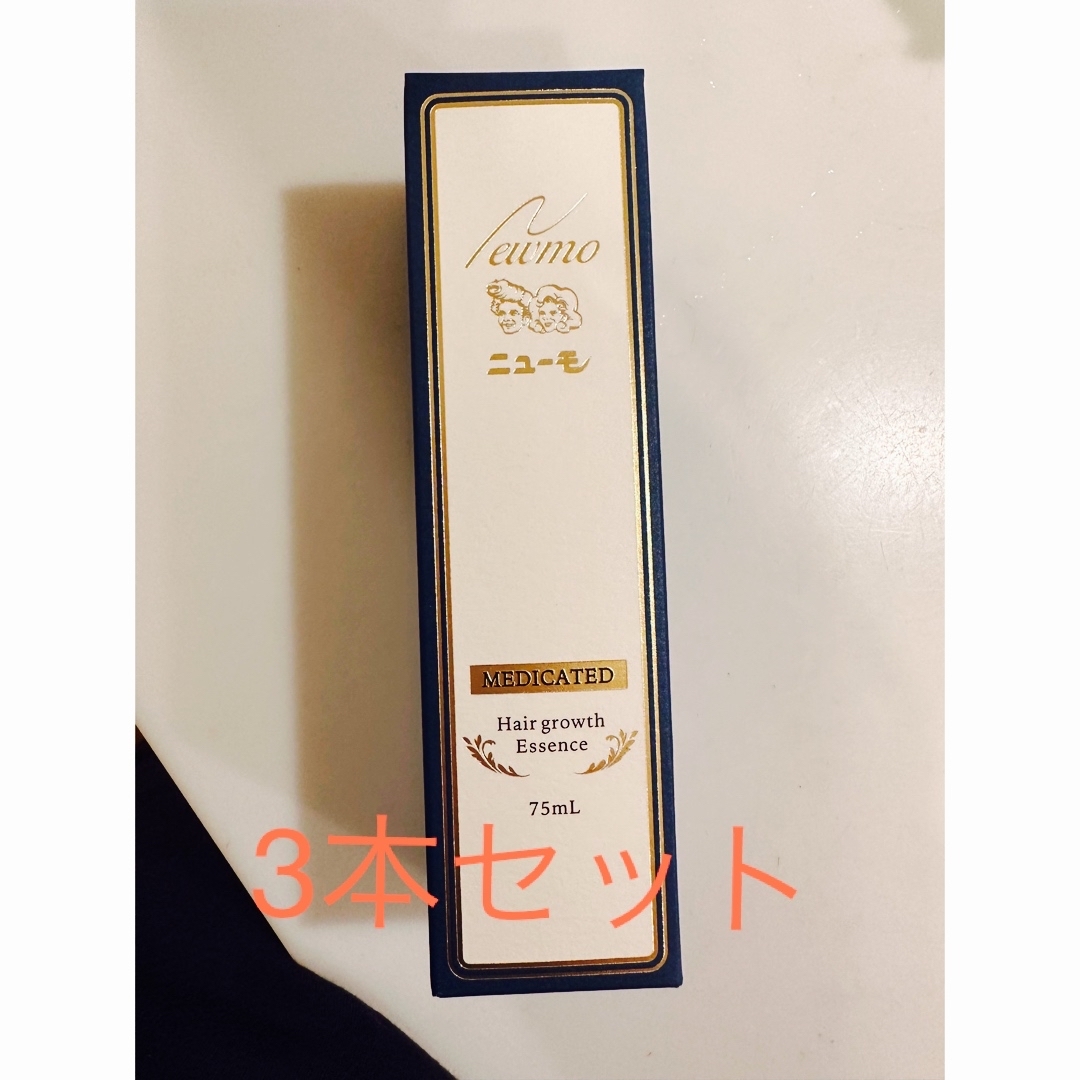 Newmo
ニューモ
MEDICATED
Hair growth
Essence
75mL
3本セット